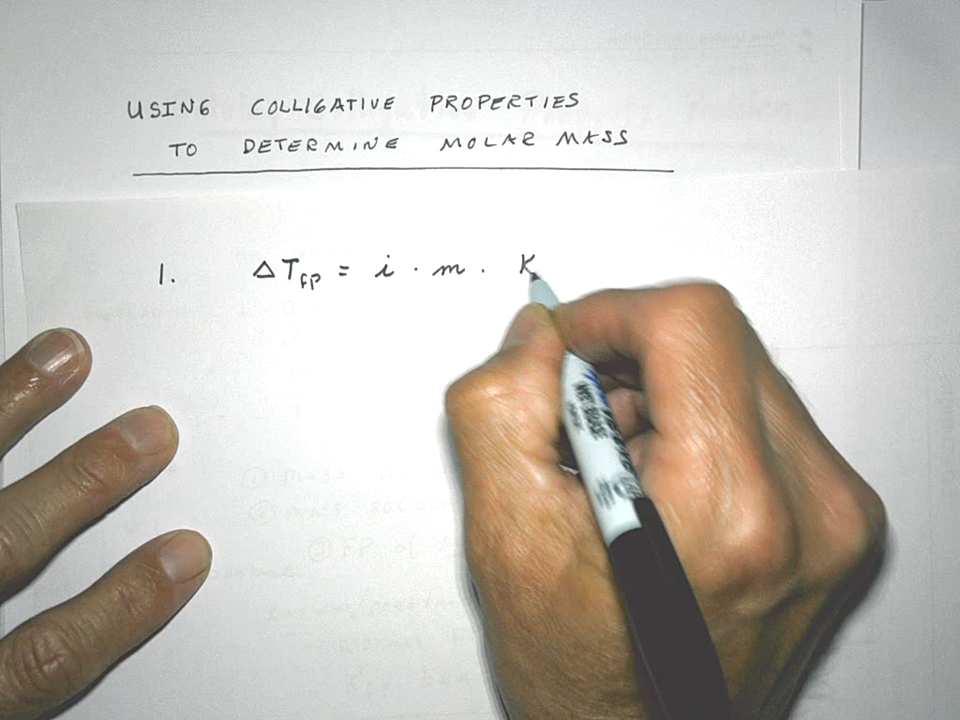 USING COLLIGATIVE PROPERTIES
TO DETERMINE MOLAR MASS
1. ΔTfp = i · m · K